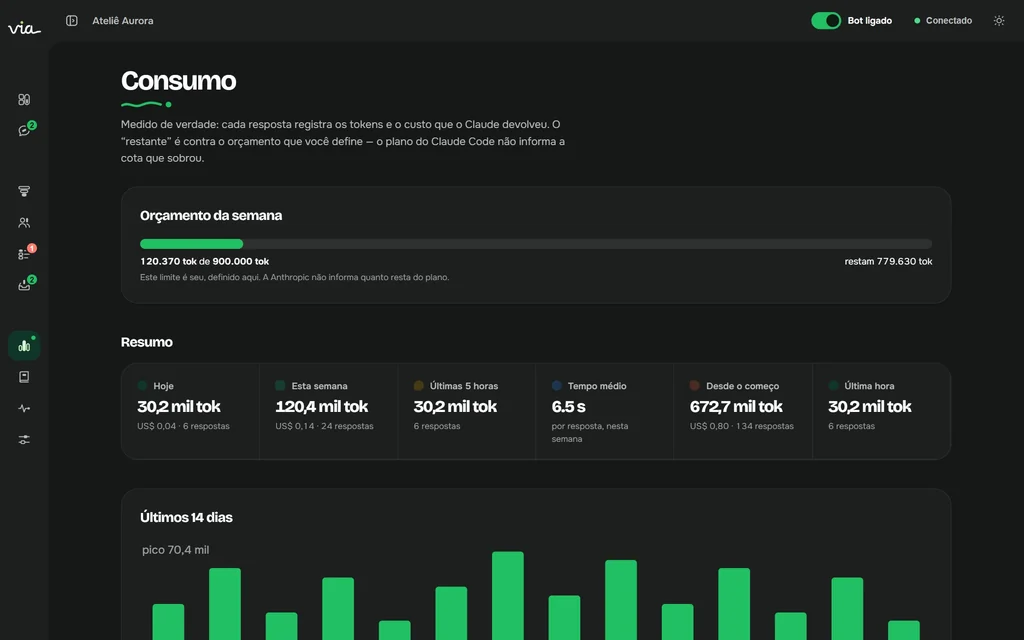 via
Ateliê Aurora
Bot ligado
Conectado
2
1
2
Consumo
Medido de verdade: cada resposta registra os tokens e o custo que o Claude devolveu. O
“restante” é contra o orçamento que você define — o plano do Claude Code não informa a
cota que sobrou.
Orçamento da semana
120.370 tok de 900.000 tok
restam 779.630 tok
Este limite é seu, definido aqui. A Anthropic não informa quanto resta do plano.
Resumo
Hoje
30,2 mil tok
US$ 0,04 · 6 respostas
Esta semana
120,4 mil tok
US$ 0,14 · 24 respostas
Últimas 5 horas
30,2 mil tok
6 respostas
Tempo médio
6.5 s
por resposta, nesta
semana
Desde o começo
672,7 mil tok
US$ 0,80 · 134 respostas
Última hora
30,2 mil tok
6 respostas
Últimos 14 dias
pico 70,4 mil